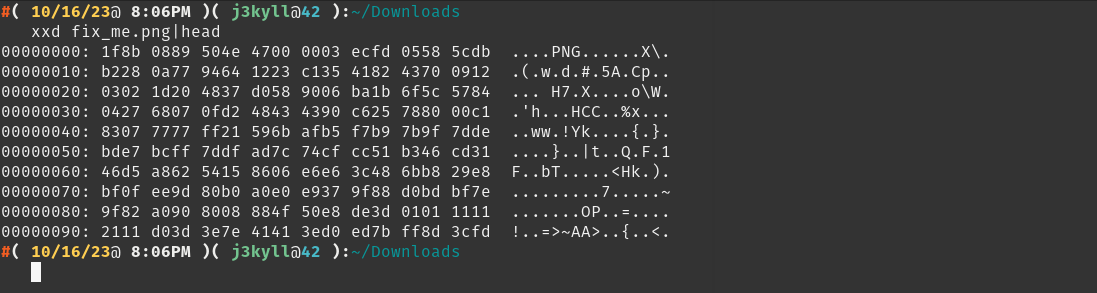 #( 10/16/23@ 8:06PM )( j3kyll@42 ):~/Downloads
xxd fix_me.png|head
00000000: 1f8b 0889 504e 4700 0003 ecfd 0558 5cdb  ....PNG......X\.
00000010: b228 0a77 9464 1223 c135 4182 4370 0912  .(.w.d.#.5A.Cp..
00000020: 0302 1d20 4837 d058 9006 ba1b 6f5c 5784  ... H7.X....o\W.
00000030: 0427 6807 0fd2 4843 4390 c625 7880 00c1  .'h...HCC..%x...
00000040: 8307 7777 ff21 596b afb5 f7b9 7b9f 7dde  ..ww.!Yk....{.}.
00000050: bde7 bcff 7ddf ad7c 74cf cc51 b346 cd31  ....}..|t..Q.F.1
00000060: 46d5 a862 5418 8606 e6e6 3c48 6bb8 29e8  F..bT.....<Hk.).
00000070: bf0f ee9d 80b0 a0e0 e937 9f88 d0bd bf7e  .........7.....~
00000080: 9f82 a090 8008 884f 50e8 de3d 0101 1111  .......OP..=....
00000090: 2111 d03d 3e7e 4141 3ed0 ed7b ff8d 3cfd  !..=>~AA>..{..<.
#( 10/16/23@ 8:06PM )( j3kyll@42 ):~/Downloads